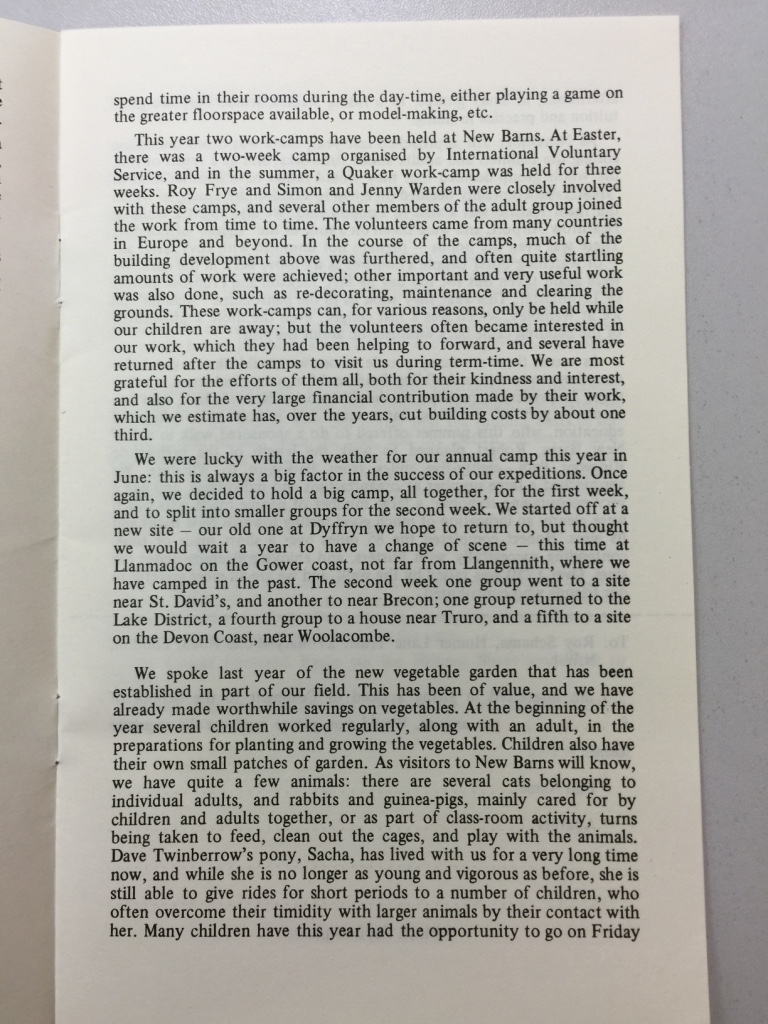 spend time in their rooms during the day-time, either playing a game on
the greater floorspace available, or model-making, etc.
This year two work-camps have been held at New Barns. At Easter,
there was a two-week camp organised by International Voluntary
Service, and in the summer, a Quaker work-camp was held for three
weeks. Roy Frye and Simon and Jenny Warden were closely involved
with these camps, and several other members of the adult group joined
the work from time to time. The volunteers came from many countries
in Europe and beyond. In the course of the camps, much of the
building development above was furthered, and often quite startling
amounts of work were achieved; other important and very useful work
was also done, such as re-decorating, maintenance and clearing the
grounds. These work-camps can, for various reasons, only be held while
our children are away; but the volunteers often became interested in
our work, which they had been helping to forward, and several have
returned after the camps to visit us during term-time. We are most
grateful for the efforts of them all, both for their kindness and interest,
and also for the very large financial contribution made by their work,
which we estimate has, over the years, cut building costs by about one
third.
We were lucky with the weather for our annual camp this year in
June: this is always a big factor in the success of our expeditions. Once
again, we decided to hold a big camp, all together, for the first week,
and to split into smaller groups for the second week. We started off at a
new site — our old one at Dyffryn we hope to return to, but thought
we would wait a year to have a change of scene — this time at
Llanmadoc on the Gower coast, not far from Llangennith, where we
have camped in the past. The second week one group went to a site
near St. David's, and another to near Brecon; one group returned to the
Lake District, a fourth group to a house near Truro, and a fifth to a site
on the Devon Coast, near Woolacombe.
We spoke last year of the new vegetable garden that has been
established in part of our field. This has been of value, and we have
already made worthwhile savings on vegetables. At the beginning of the
year several children worked regularly, along with an adult, in the
preparations for planting and growing the vegetables. Children also have
their own small patches of garden. As visitors to New Barns will know,
we have quite a few animals: there are several cats belonging to
individual adults, and rabbits and guinea-pigs, mainly cared for by
children and adults together, or as part of class-room activity, turns
being taken to feed, clean out the cages, and play with the animals.
Dave Twinberrow's pony, Sacha, has lived with us for a very long time
now, and while she is no longer as young and vigorous as before, she is
still able to give rides for short periods to a number of children, who
often overcome their timidity with larger animals by their contact with
her. Many children have this year had the opportunity to go on Friday